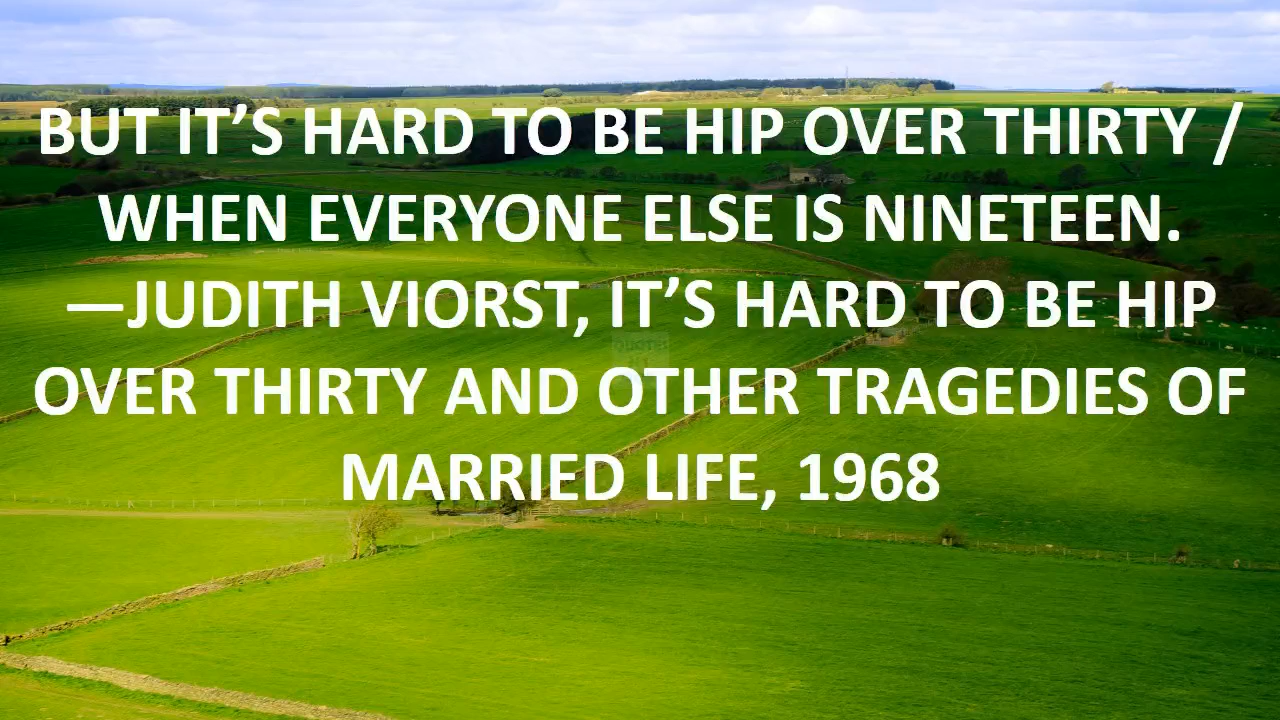 BUT IT’S HARD TO BE HIP OVER THIRTY /
WHEN EVERYONE ELSE IS NINETEEN.
—JUDITH VIORST, IT’S HARD TO BE HIP
OVER THIRTY AND OTHER TRAGEDIES OF
MARRIED LIFE, 1968